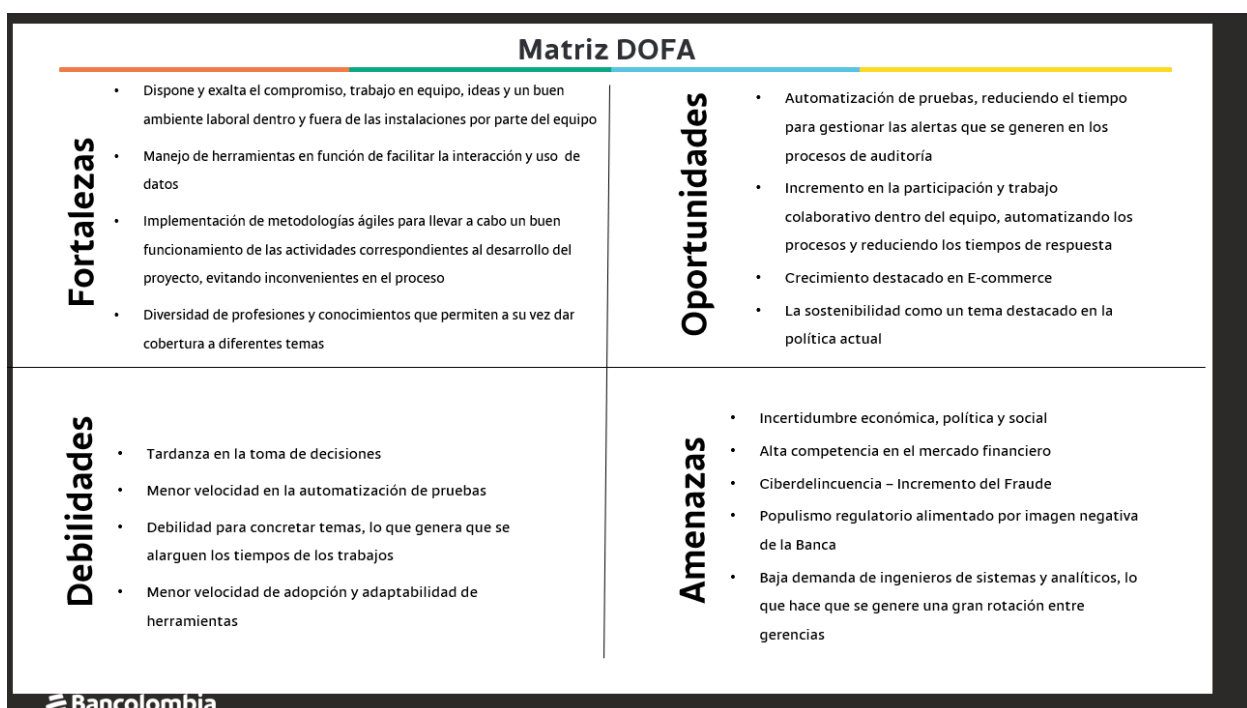 Matriz DOFA
Fortalezas
• Dispone y exalta el compromiso, trabajo en equipo, ideas y un buen
ambiente laboral dentro y fuera de las instalaciones por parte del equipo
• Manejo de herramientas en función de facilitar la interacción y uso de
datos
• Implementación de metodologías ágiles para llevar a cabo un buen
funcionamiento de las actividades correspondientes al desarrollo del
proyecto, evitando inconvenientes en el proceso
• Diversidad de profesiones y conocimientos que permiten a su vez dar
cobertura a diferentes temas
Oportunidades
• Automatización de pruebas, reduciendo el tiempo
para gestionar las alertas que se generen en los
procesos de auditoría
• Incremento en la participación y trabajo
colaborativo dentro del equipo, automatizando los
procesos y reduciendo los tiempos de respuesta
• Crecimiento destacado en E-commerce
• La sostenibilidad como un tema destacado en la
política actual
Debilidades
• Tardanza en la toma de decisiones
• Menor velocidad en la automatización de pruebas
• Debilidad para concretar temas, lo que genera que se
alarguen los tiempos de los trabajos
• Menor velocidad de adopción y adaptabilidad de
herramientas
Amenazas
• Incertidumbre económica, política y social
• Alta competencia en el mercado financiero
• Ciberdelincuencia – Incremento del Fraude
• Populismo regulatorio alimentado por imagen negativa
de la Banca
• Baja demanda de ingenieros de sistemas y analíticos, lo
que hace que se genere una gran rotación entre
gerencias
Bancolombia